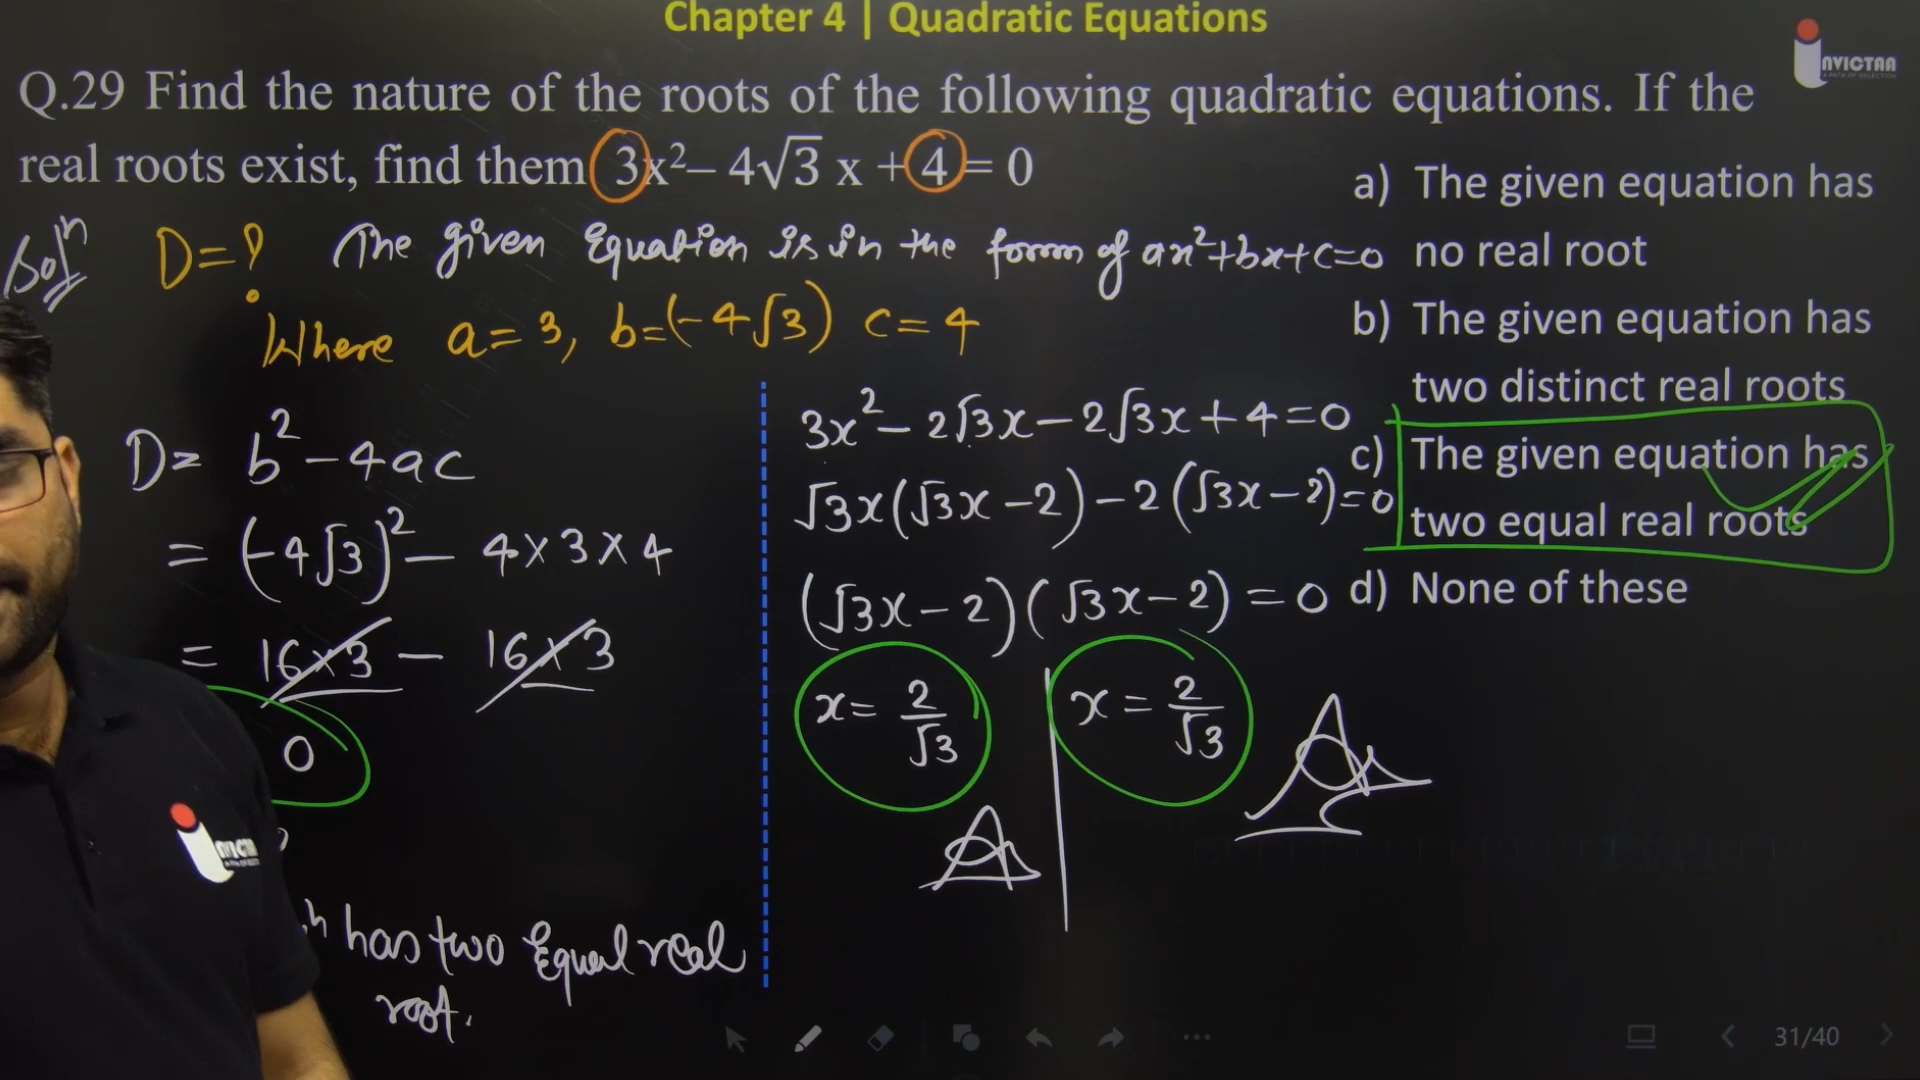 Chapter 4 | Quadratic Equations
NVICTAA
Q.29 Find the nature of the roots of the following quadratic equations. If the
real roots exist, find them 3x²– 4√3 x + 4 = 0
a) The given equation has
no real root
b) The given equation has
two distinct real roots
c) The given equation has
two equal real roots
d) None of these
Solⁿ D=? The given Equation is in the form of ax²+bx+c=0
Where a=3, b=(-4√3) c=4
D= b²-4ac
= (-4√3)² - 4×3×4
= 16×3 - 16×3
0
has two Equal real
root.
3x² - 2√3x - 2√3x + 4 = 0
√3x(√3x - 2) - 2(√3x - 2) = 0
(√3x - 2)(√3x - 2) = 0
x = 2/√3 | x = 2/√3
31/40